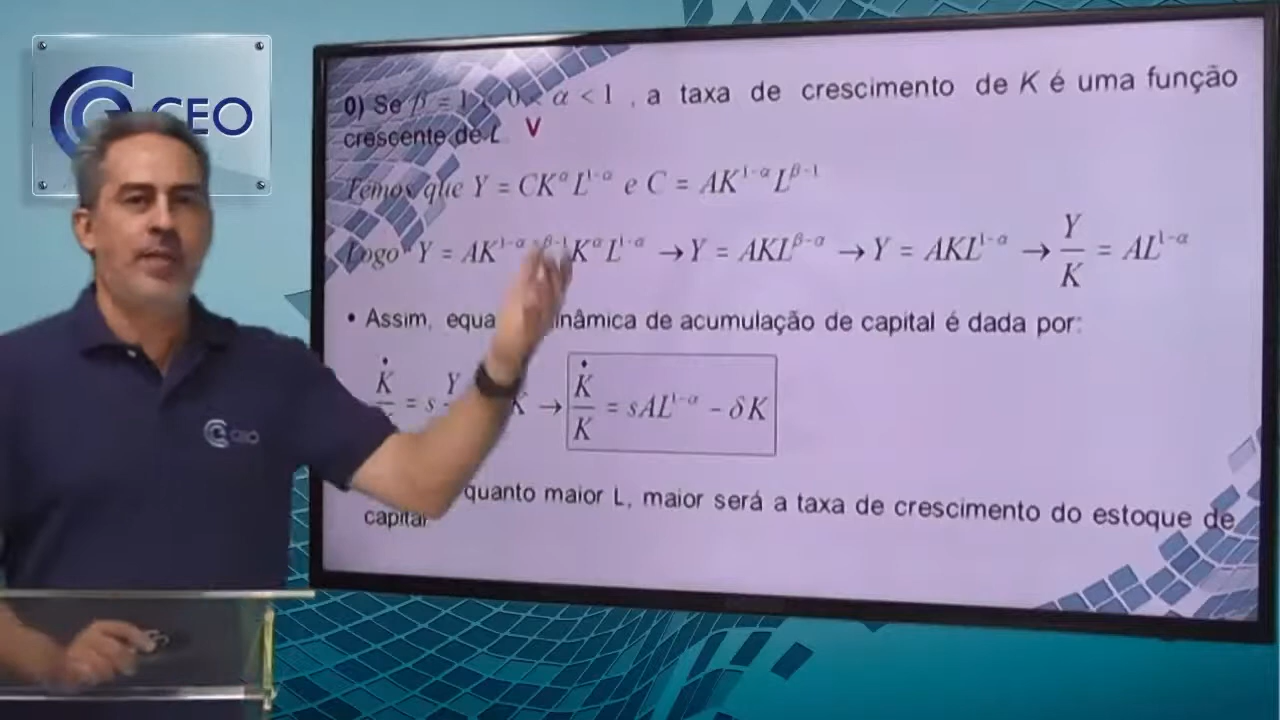 CEO
0) Se β = 1 e 0 < α < 1 , a taxa de crescimento de K é uma função
crescente de L V
Temos que Y = CK^α L^{1-α} e C = AK^{1-α} L^{β-1}
Logo Y = AK^{1-α} ^{β-1} K^α L^{1-α} → Y = AKL^{β-α} → Y = AKL^{1-α} → Y/K = AL^{1-α}
• Assim, equa nâmica de acumulação de capital é dada por:
K̇/ = s Y K → K̇/K = sAL^{1-α} - δK
quanto maior L, maior será a taxa de crescimento do estoque de
capital
CEO